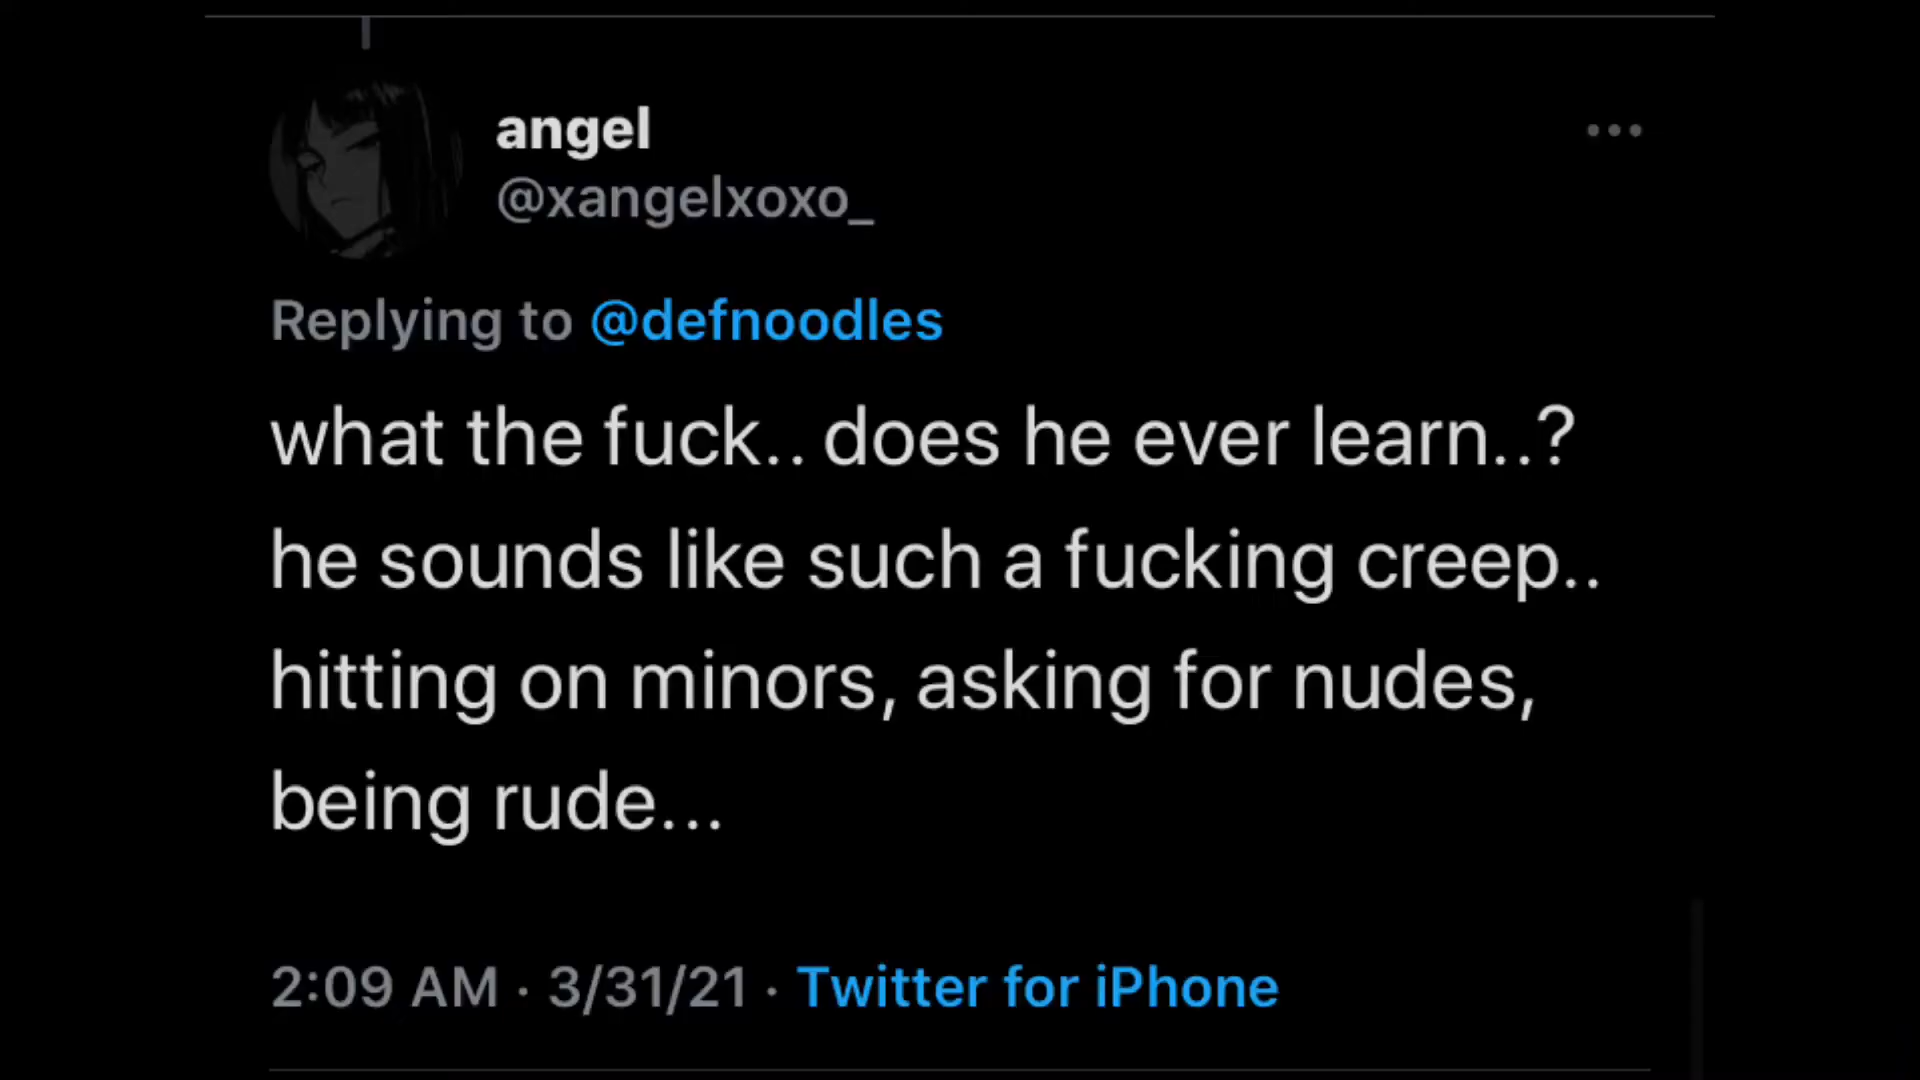 angel
@xangelxoxo_
Replying to @defnoodles
what the fuck.. does he ever learn..?
he sounds like such a fucking creep..
hitting on minors, asking for nudes,
being rude...
2:09 AM · 3/31/21 · Twitter for iPhone